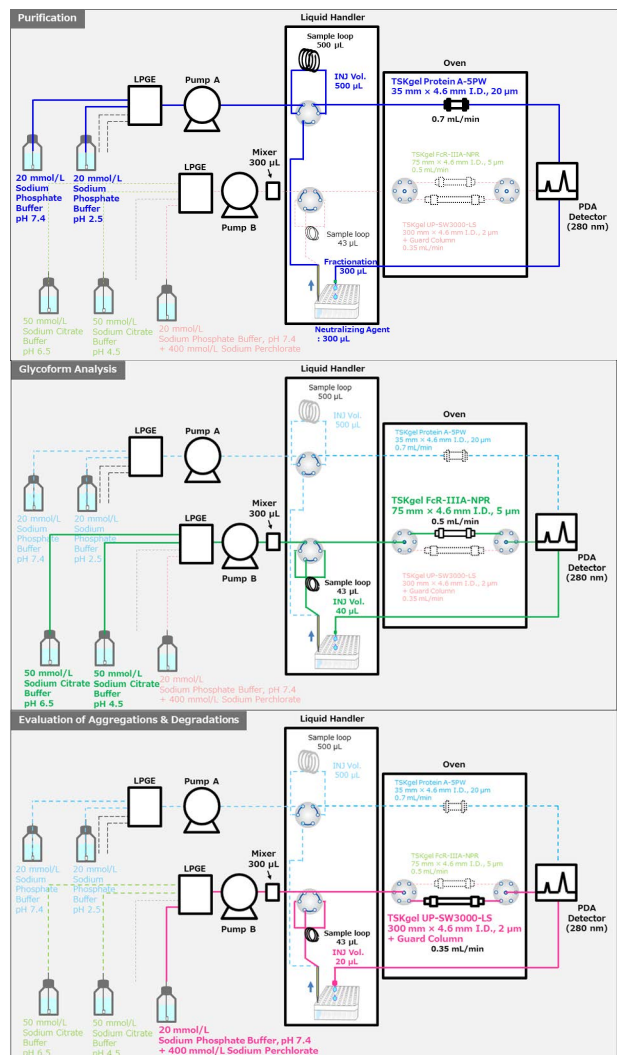 Purification
Liquid Handler
Sample loop
500 µL
Oven
LPGE
Pump A
INJ Vol.
500 µL
TSKgel Protein A-5PW
35 mm × 4.6 mm I.D., 20 µm
0.7 mL/min
20 mmol/L
Sodium
Phosphate
Buffer
pH 7.4
20 mmol/L
Sodium
Phosphate
Buffer
pH 2.5
LPGE
Mixer
300 µL
Pump B
TSKgel FcR-IIIA-NPR
75 mm × 4.6 mm I.D., 5 µm
0.5 mL/min
TSKgel UP-SW3000-LS
300 mm × 4.6 mm I.D., 2 µm
+ Guard Column
0.35 mL/min
PDA
Detector
(280 nm)
Sample loop
43 µL
Fractionation
300 µL
Neutralizing Agent
: 300 µL
50 mmol/L
Sodium Citrate
Buffer
pH 6.5
50 mmol/L
Sodium Citrate
Buffer
pH 4.5
20 mmol/L
Sodium Phosphate Buffer, pH 7.4
+ 400 mmol/L Sodium Perchlorate
Glycoform Analysis
Liquid Handler
Sample loop
500 µL
Oven
LPGE
Pump A
INJ Vol.
500 µL
TSKgel Protein A-5PW
35 mm × 4.6 mm I.D., 20 µm
0.7 mL/min
20 mmol/L
Sodium
Phosphate
Buffer
pH 7.4
20 mmol/L
Sodium
Phosphate
Buffer
pH 2.5
LPGE
Mixer
300 µL
Pump B
TSKgel FcR-IIIA-NPR
75 mm × 4.6 mm I.D., 5 µm
0.5 mL/min
TSKgel UP-SW3000-LS
300 mm × 4.6 mm I.D., 2 µm
+ Guard Column
0.35 mL/min
PDA
Detector
(280 nm)
Sample loop
43 µL
INJ Vol.
40 µL
50 mmol/L
Sodium Citrate
Buffer
pH 6.5
50 mmol/L
Sodium Citrate
Buffer
pH 4.5
20 mmol/L
Sodium Phosphate Buffer, pH 7.4
+ 400 mmol/L Sodium Perchlorate
Evaluation of Aggregations & Degradations
Liquid Handler
Sample loop
500 µL
Oven
LPGE
Pump A
INJ Vol.
500 µL
TSKgel Protein A-5PW
35 mm × 4.6 mm I.D., 20 µm
0.7 mL/min
20 mmol/L
Sodium
Phosphate
Buffer
pH 7.4
20 mmol/L
Sodium
Phosphate
Buffer
pH 2.5
LPGE
Mixer
300 µL
Pump B
TSKgel FcR-IIIA-NPR
75 mm × 4.6 mm I.D., 5 µm
0.5 mL/min
TSKgel UP-SW3000-LS
300 mm × 4.6 mm I.D., 2 µm
+ Guard Column
0.35 mL/min
PDA
Detector
(280 nm)
Sample loop
43 µL
INJ Vol.
20 µL
50 mmol/L
Sodium Citrate
Buffer
pH 6.5
50 mmol/L
Sodium Citrate
Buffer
pH 4.5
20 mmol/L
Sodium Phosphate Buffer, pH 7.4
+ 400 mmol/L Sodium Perchlorate